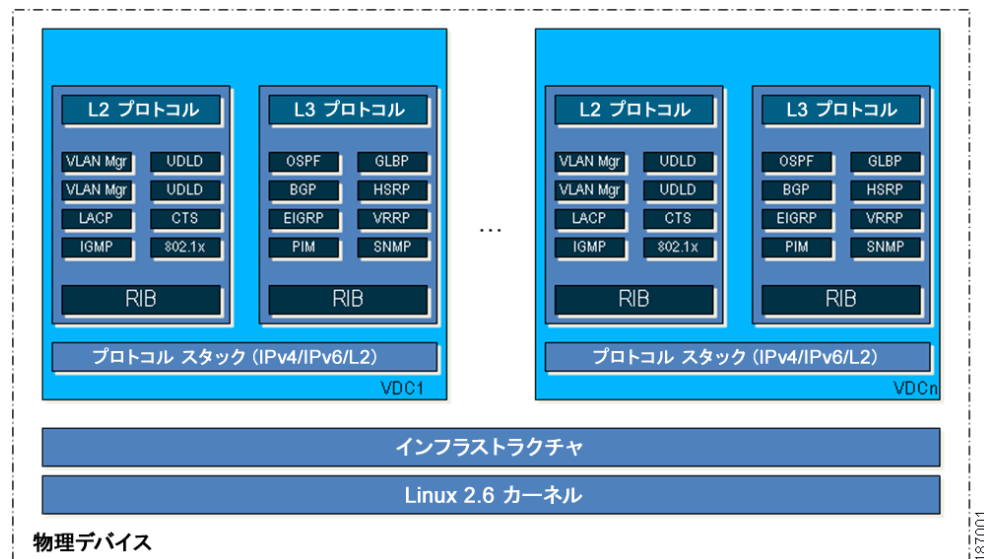 L2 プロトコル L3 プロトコル
VLAN Mgr UDLD OSPF GLBP
VLAN Mgr UDLD BGP HSRP
LACP CTS EIGRP VRRP
IGMP 802.1x PIM SNMP
RIB RIB
プロトコル スタック (IPv4/IPv6/L2)
VDC1
...
L2 プロトコル L3 プロトコル
VLAN Mgr UDLD OSPF GLBP
VLAN Mgr UDLD BGP HSRP
LACP CTS EIGRP VRRP
IGMP 802.1x PIM SNMP
RIB RIB
プロトコル スタック (IPv4/IPv6/L2)
VDCn
インフラストラクチャ
Linux 2.6 カーネル
物理デバイス
187001